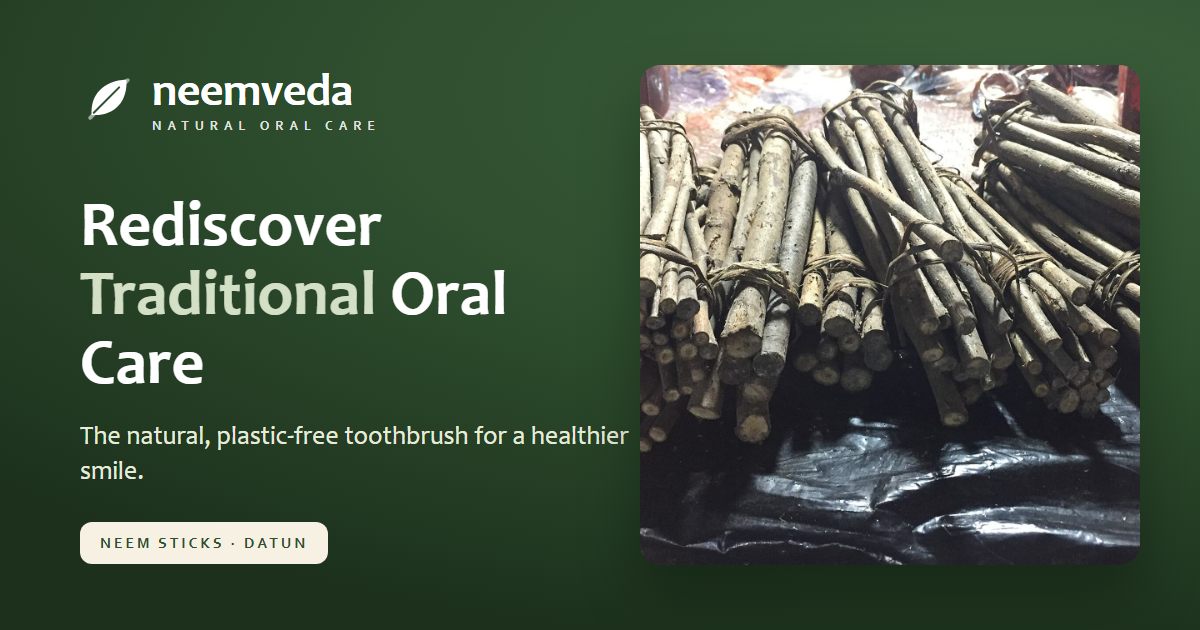 neemveda
NATURAL ORAL CARE
Rediscover
Traditional Oral
Care
The natural, plastic-free toothbrush for a healthier
smile.
NEEM STICKS · DATUN